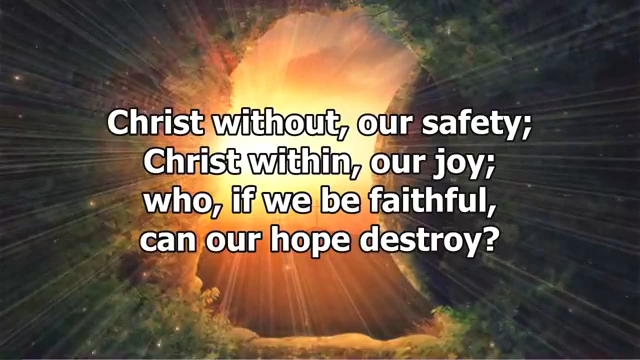 Christ without, our safety;
Christ within, our joy;
who, if we be faithful,
can our hope destroy?